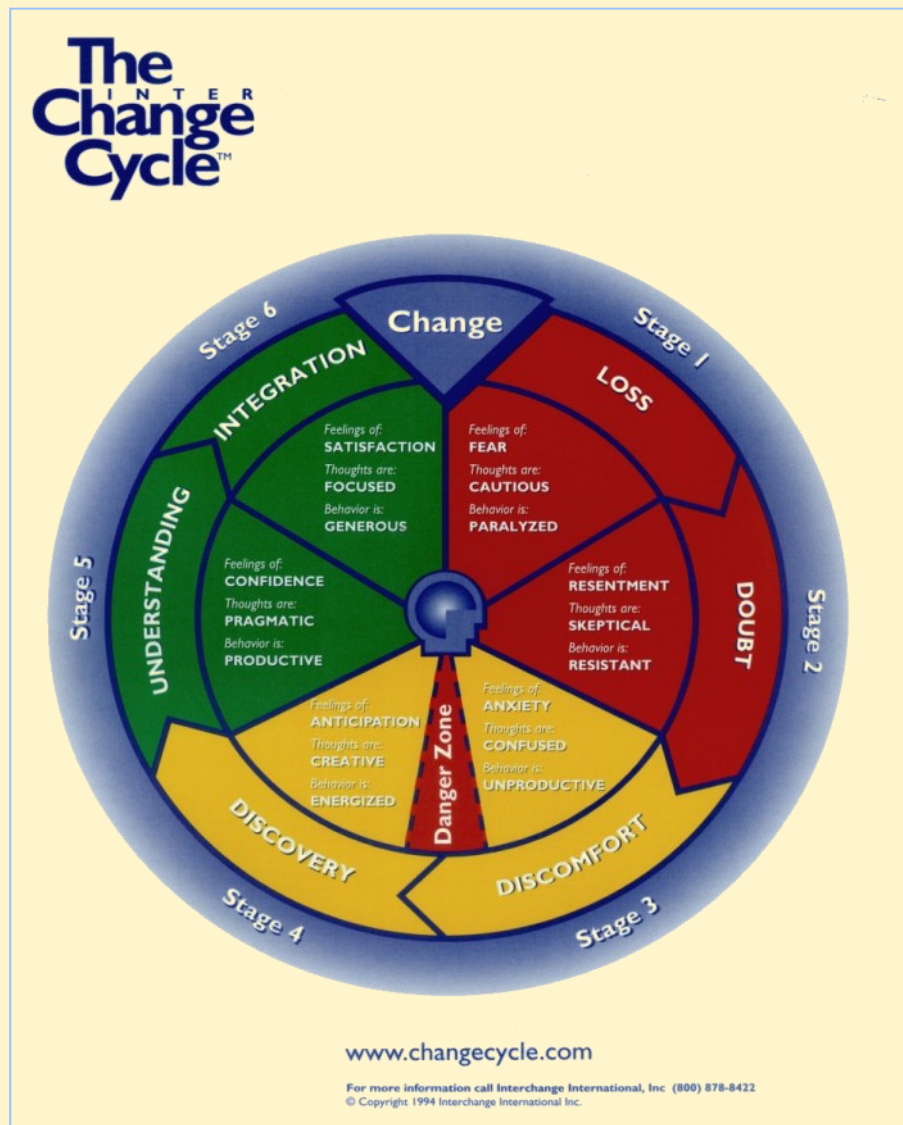 The
INTER
Change
Cycle™
Change
Stage 1
LOSS
Feelings of:
FEAR
Thoughts are:
CAUTIOUS
Behavior is:
PARALYZED
Stage 2
DOUBT
Feelings of:
RESENTMENT
Thoughts are:
SKEPTICAL
Behavior is:
RESISTANT
Stage 3
DISCOMFORT
Feelings of:
ANXIETY
Thoughts are:
CONFUSED
Behavior is:
UNPRODUCTIVE
Danger Zone
Stage 4
DISCOVERY
Feelings of:
ANTICIPATION
Thoughts are:
CREATIVE
Behavior is:
ENERGIZED
Stage 5
UNDERSTANDING
Feelings of:
CONFIDENCE
Thoughts are:
PRAGMATIC
Behavior is:
PRODUCTIVE
Stage 6
INTEGRATION
Feelings of:
SATISFACTION
Thoughts are:
FOCUSED
Behavior is:
GENEROUS
www.changecycle.com
For more information call Interchange International, Inc (800) 878-8422
© Copyright 1994 Interchange International Inc.